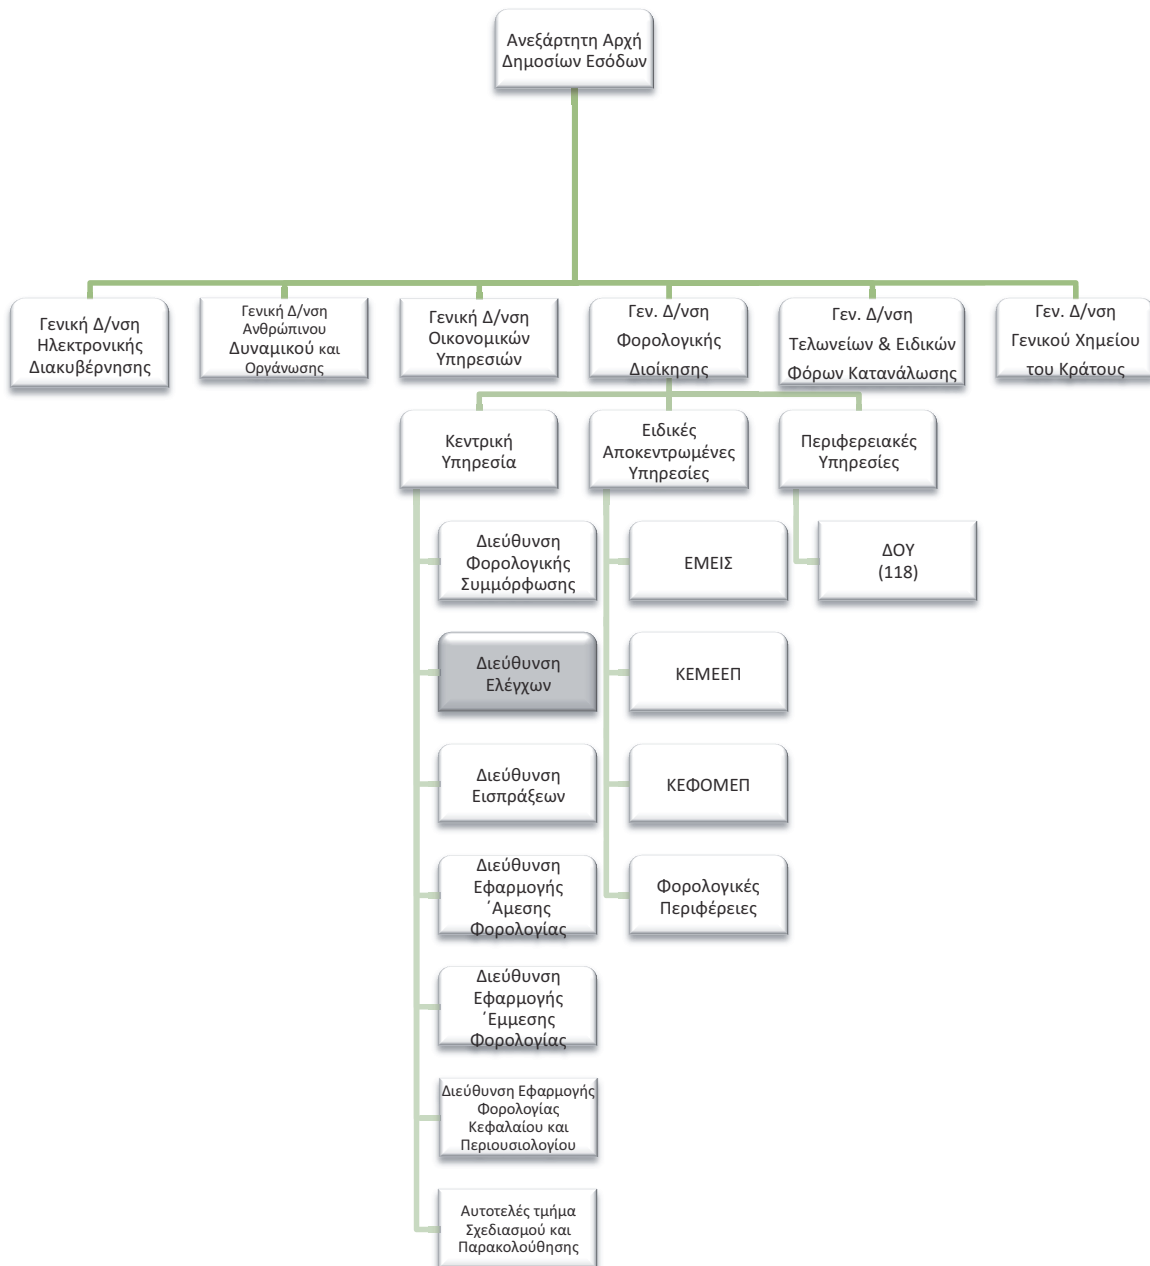 Ανεξάρτητη Αρχή
Δημοσίων Εσόδων
Γενική Δ/νση
Ηλεκτρονικής
Διακυβέρνησης
Γενική Δ/νση
Ανθρώπινου
Δυναμικού και
Οργάνωσης
Γενική Δ/νση
Οικονομικών
Υπηρεσιών
Γεν. Δ/νση
Φορολογικής
Διοίκησης
Γεν. Δ/νση
Τελωνείων & Ειδικών
Φόρων Κατανάλωσης
Γεν. Δ/νση
Γενικού Χημείου
του Κράτους
Κεντρική
Υπηρεσία
Ειδικές
Αποκεντρωμένες
Υπηρεσίες
Περιφερειακές
Υπηρεσίες
Διεύθυνση
Φορολογικής
Συμμόρφωσης
ΕΜΕΙΣ
ΔΟΥ
(118)
Διεύθυνση
Ελέγχων
ΚΕΜΕΕΠ
Διεύθυνση
Εισπράξεων
ΚΕΦΟΜΕΠ
Διεύθυνση
Εφαρμογής
΄Αμεσης
Φορολογίας
Φορολογικές
Περιφέρειες
Διεύθυνση
Εφαρμογής
΄Εμμεσης
Φορολογίας
Διεύθυνση Εφαρμογής
Φορολογίας
Κεφαλαίου και
Περιουσιολογίου
Αυτοτελές τμήμα
Σχεδιασμού και
Παρακολούθησης